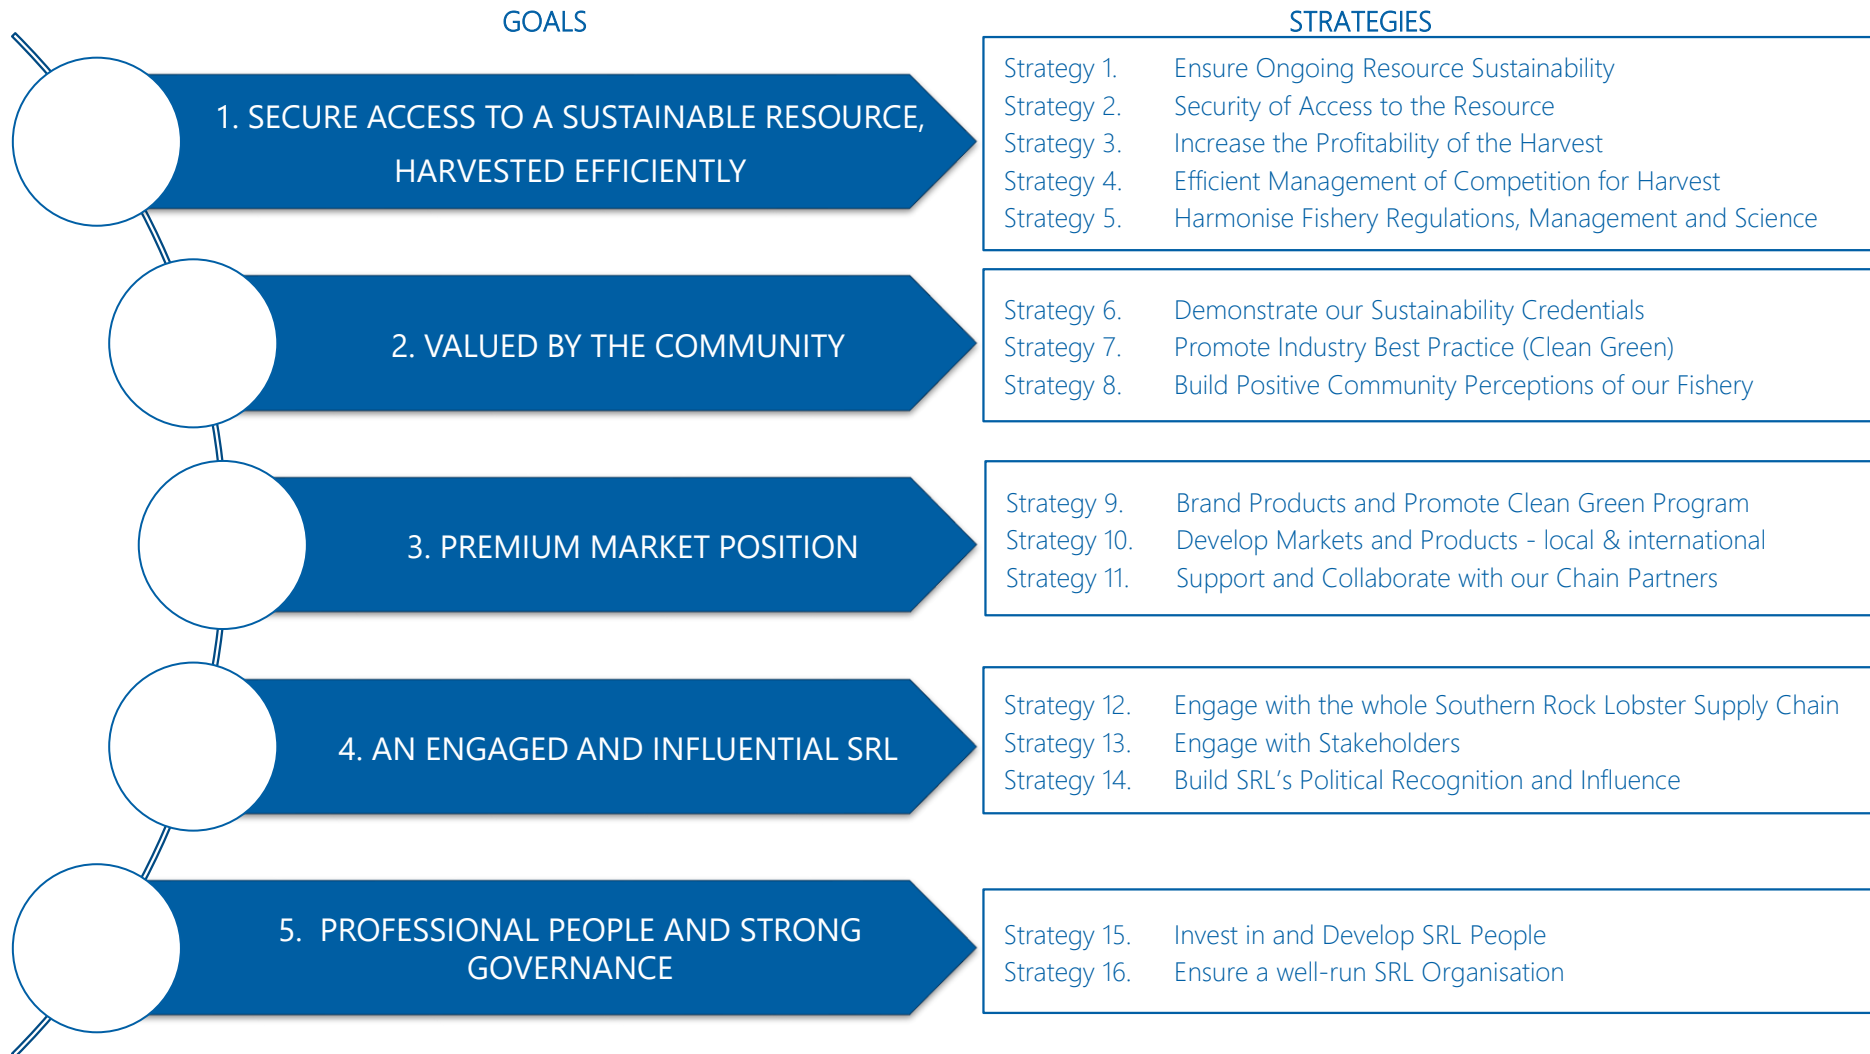 GOALS
STRATEGIES
1. SECURE ACCESS TO A SUSTAINABLE RESOURCE,
HARVESTED EFFICIENTLY
Strategy 1. Ensure Ongoing Resource Sustainability
Strategy 2. Security of Access to the Resource
Strategy 3. Increase the Profitability of the Harvest
Strategy 4. Efficient Management of Competition for Harvest
Strategy 5. Harmonise Fishery Regulations, Management and Science
2. VALUED BY THE COMMUNITY
Strategy 6. Demonstrate our Sustainability Credentials
Strategy 7. Promote Industry Best Practice (Clean Green)
Strategy 8. Build Positive Community Perceptions of our Fishery
3. PREMIUM MARKET POSITION
Strategy 9. Brand Products and Promote Clean Green Program
Strategy 10. Develop Markets and Products - local & international
Strategy 11. Support and Collaborate with our Chain Partners
4. AN ENGAGED AND INFLUENTIAL SRL
Strategy 12. Engage with the whole Southern Rock Lobster Supply Chain
Strategy 13. Engage with Stakeholders
Strategy 14. Build SRL’s Political Recognition and Influence
5. PROFESSIONAL PEOPLE AND STRONG
GOVERNANCE
Strategy 15. Invest in and Develop SRL People
Strategy 16. Ensure a well-run SRL Organisation